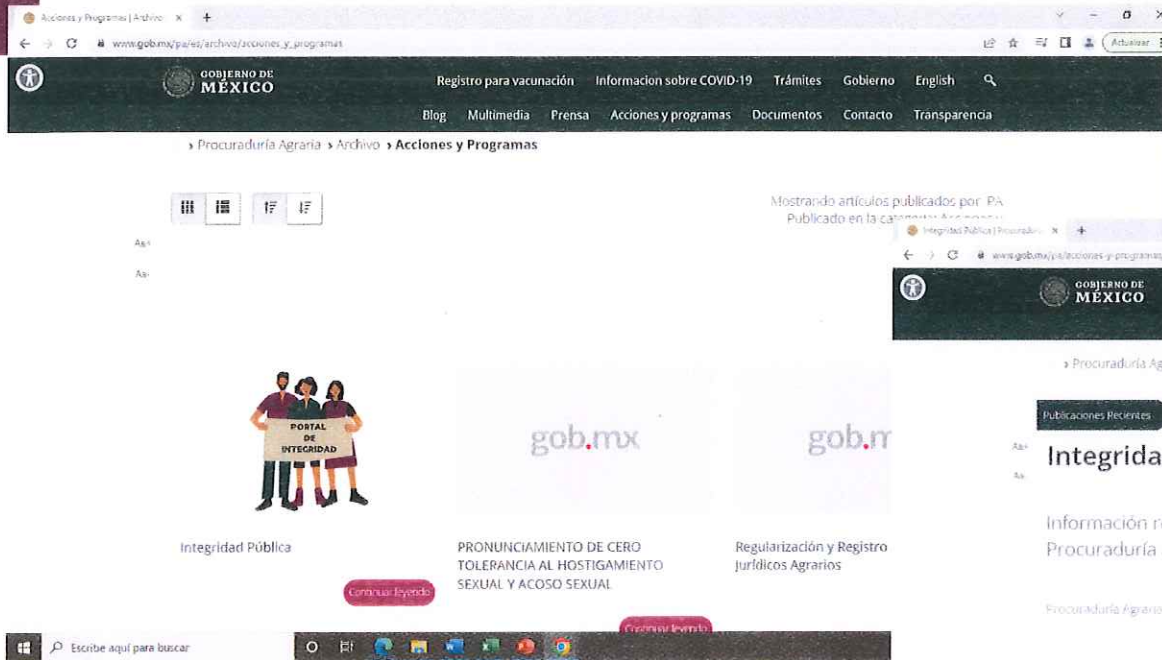 Acciones y Programas | Archivo
www.gob.mx/pa/es/archivo/acciones_y_programas
Actualizar
GOBIERNO DE
MÉXICO
Registro para vacunación Informacion sobre COVID-19 Trámites Gobierno English
Blog Multimedia Prensa Acciones y programas Documentos Contacto Transparencia
› Procuraduría Agraria › Archivo › Acciones y Programas
Mostrando artículos publicados por PA
Publicado en la
Aa+
Aa-
PORTAL
DE
INTEGRIDAD
gob.mx
gob.m
Integridad Pública
Continuar leyendo
PRONUNCIAMIENTO DE CERO
TOLERANCIA AL HOSTIGAMIENTO
SEXUAL Y ACOSO SEXUAL
Continuar leyendo
Regularización y Registro
Jurídicos Agrarios
Escribe aquí para buscar
Integridad Pública |
www.gob.mx/pa/acciones-y-programas
GOBIERNO DE
MÉXICO
› Procuraduría Ag
Publicaciones Recientes
Aa+
Aa-
Integrida
Información re
Procuraduría
Procuraduría Agraria